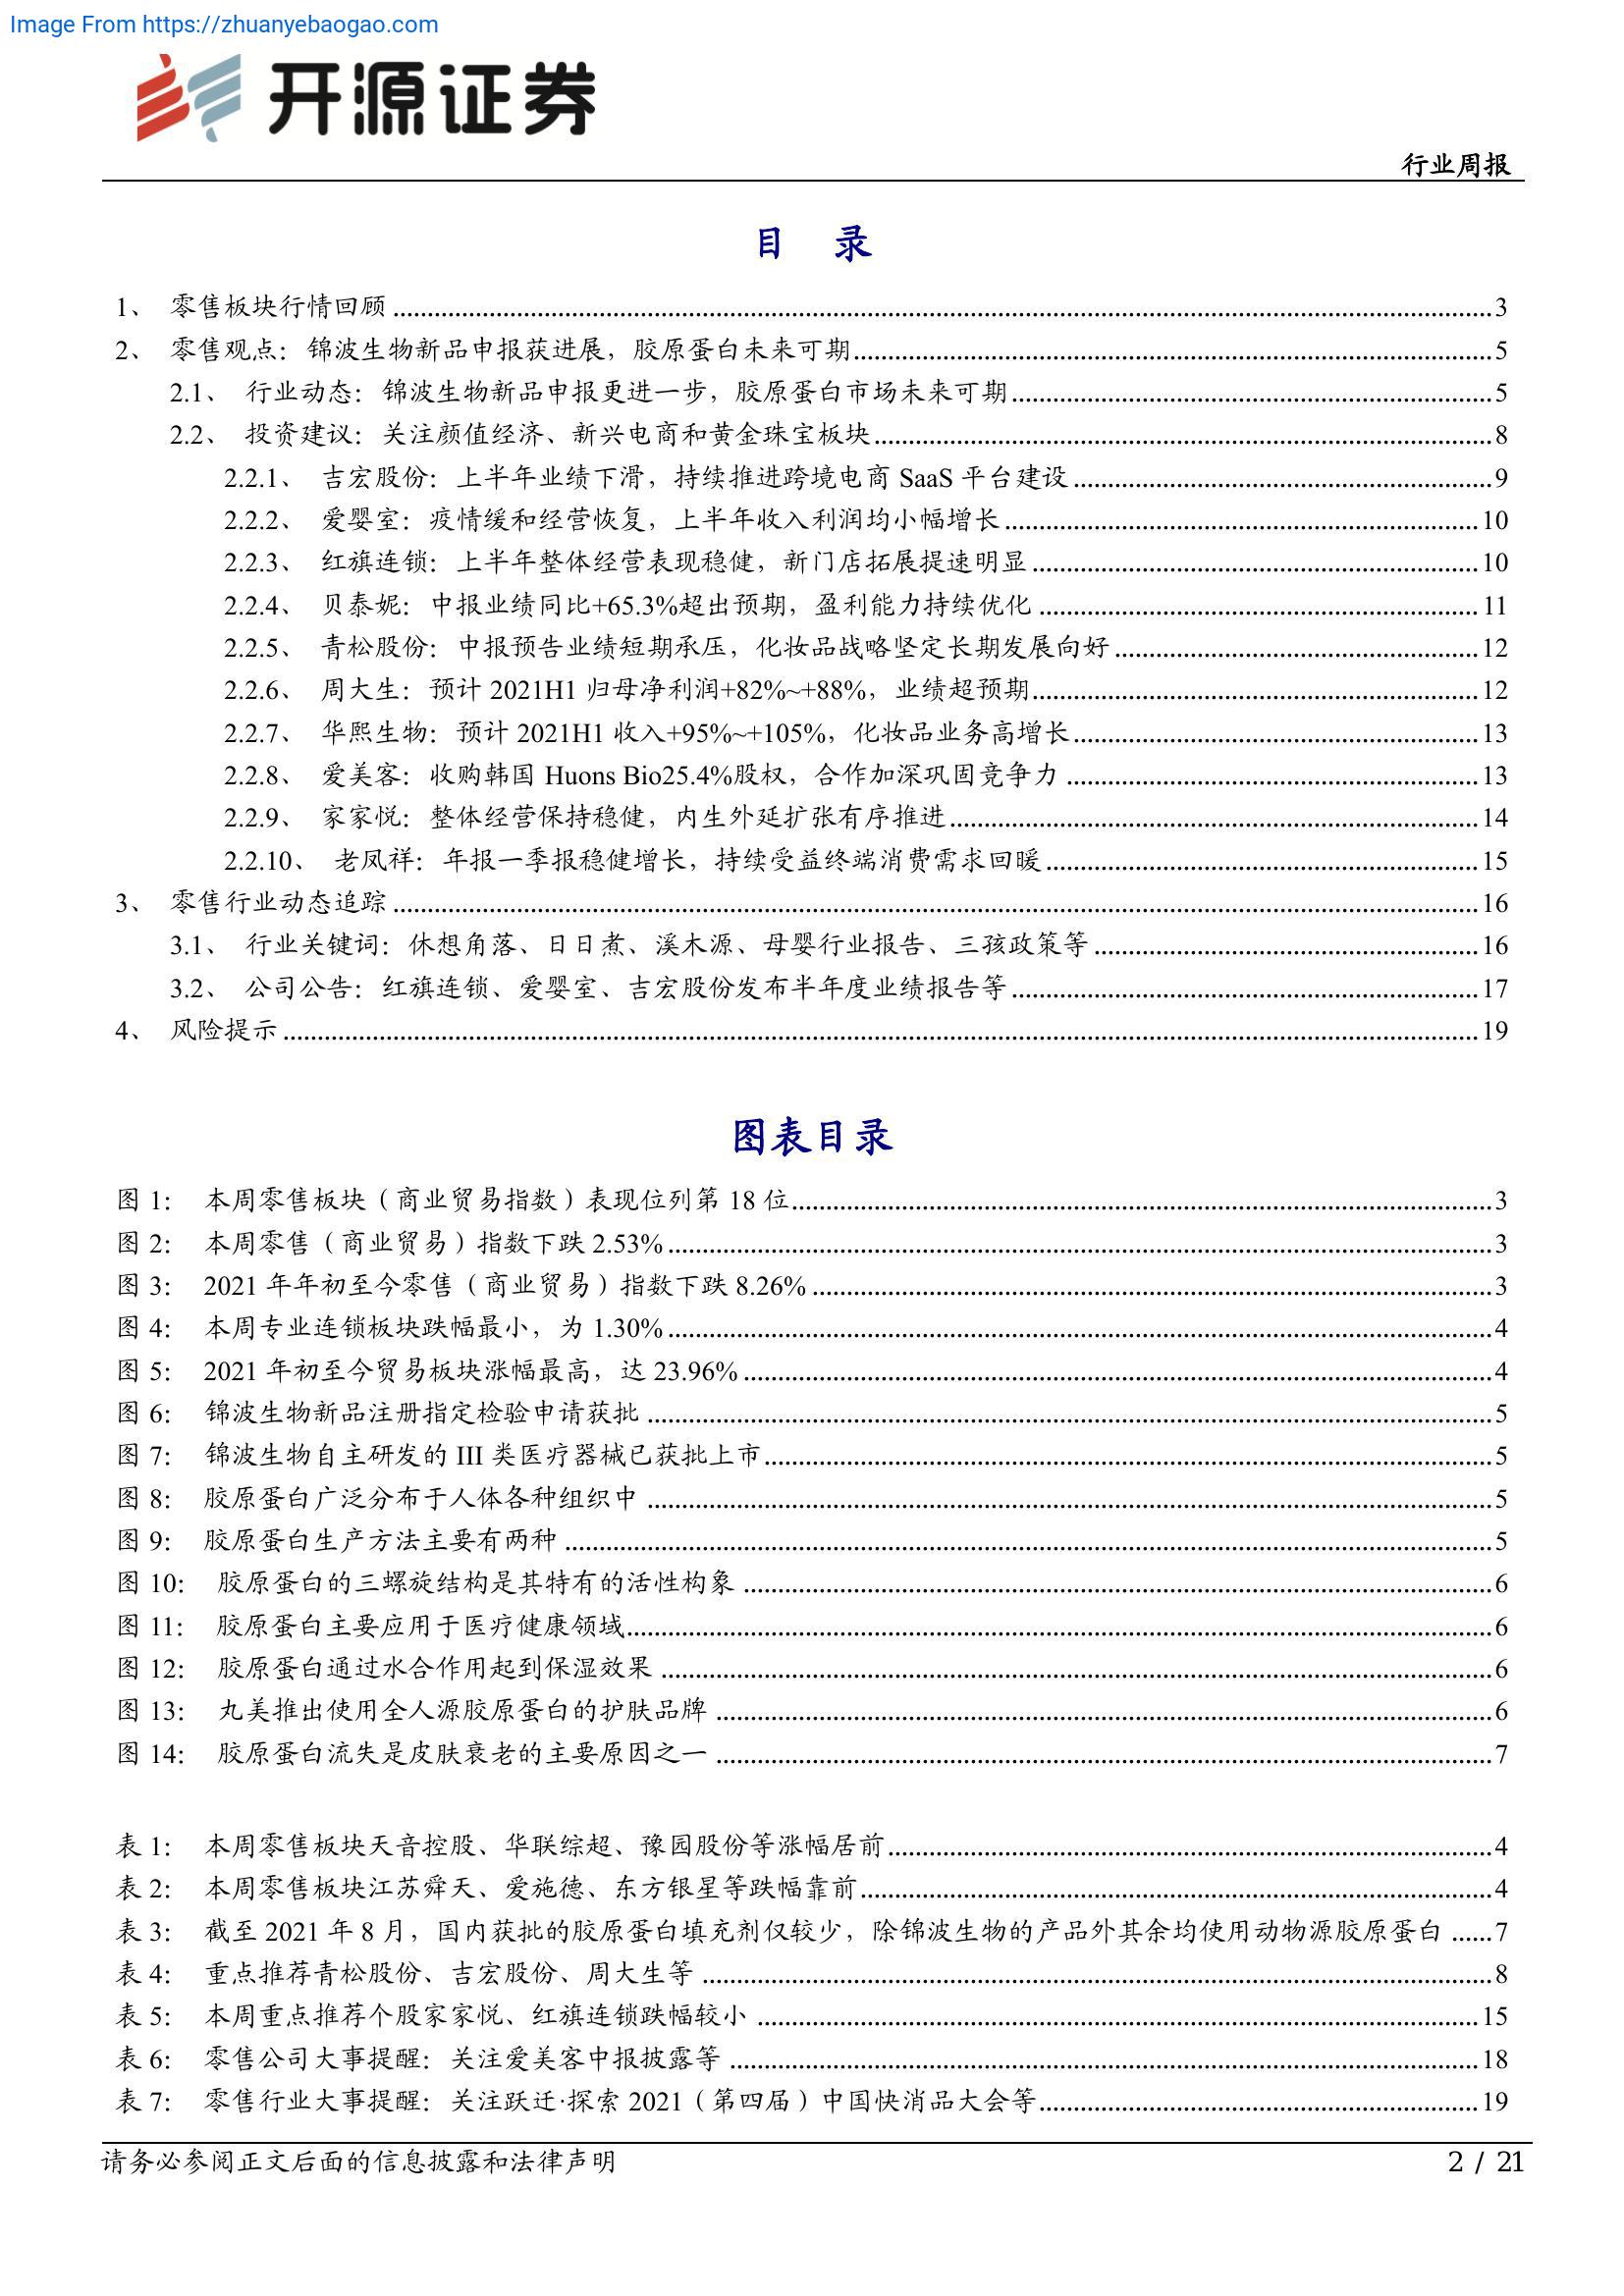 Image From https://zhuanyebaogao.com
开源证券
行业周报
目 录
1、 零售板块行情回顾 3
2、 零售观点：锦波生物新品申报获进展，胶原蛋白未来可期 5
2.1、 行业动态：锦波生物新品申报更进一步，胶原蛋白市场未来可期 5
2.2、 投资建议：关注颜值经济、新兴电商和黄金珠宝板块 8
2.2.1、 吉宏股份：上半年业绩下滑，持续推进跨境电商 SaaS 平台建设 9
2.2.2、 爱婴室：疫情缓和经营恢复，上半年收入利润均小幅增长 10
2.2.3、 红旗连锁：上半年整体经营表现稳健，新门店拓展提速明显 10
2.2.4、 贝泰妮：中报业绩同比+65.3%超出预期，盈利能力持续优化 11
2.2.5、 青松股份：中报预告业绩短期承压，化妆品战略坚定长期发展向好 12
2.2.6、 周大生：预计 2021H1 归母净利润+82%~+88%，业绩超预期 12
2.2.7、 华熙生物：预计 2021H1 收入+95%~+105%，化妆品业务高增长 13
2.2.8、 爱美客：收购韩国 Huons Bio25.4%股权，合作加深巩固竞争力 13
2.2.9、 家家悦：整体经营保持稳健，内生外延扩张有序推进 14
2.2.10、 老凤祥：年报一季报稳健增长，持续受益终端消费需求回暖 15
3、 零售行业动态追踪 16
3.1、 行业关键词：休想角落、日日煮、溪木源、母婴行业报告、三孩政策等 16
3.2、 公司公告：红旗连锁、爱婴室、吉宏股份发布半年度业绩报告等 17
4、 风险提示 19
图表目录
图 1： 本周零售板块（商业贸易指数）表现位列第 18 位 3
图 2： 本周零售（商业贸易）指数下跌 2.53% 3
图 3： 2021 年年初至今零售（商业贸易）指数下跌 8.26% 3
图 4： 本周专业连锁板块跌幅最小，为 1.30% 4
图 5： 2021 年初至今贸易板块涨幅最高，达 23.96% 4
图 6： 锦波生物新品注册指定检验申请获批 5
图 7： 锦波生物自主研发的 III 类医疗器械已获批上市 5
图 8： 胶原蛋白广泛分布于人体各种组织中 5
图 9： 胶原蛋白生产方法主要有两种 5
图 10： 胶原蛋白的三螺旋结构是其特有的活性构象 6
图 11： 胶原蛋白主要应用于医疗健康领域 6
图 12： 胶原蛋白通过水合作用起到保湿效果 6
图 13： 丸美推出使用全人源胶原蛋白的护肤品牌 6
图 14： 胶原蛋白流失是皮肤衰老的主要原因之一 7
表 1： 本周零售板块天音控股、华联综超、豫园股份等涨幅居前 4
表 2： 本周零售板块江苏舜天、爱施德、东方银星等跌幅靠前 4
表 3： 截至 2021 年 8 月，国内获批的胶原蛋白填充剂仅较少，除锦波生物的产品外其余均使用动物源胶原蛋白 7
表 4： 重点推荐青松股份、吉宏股份、周大生等 8
表 5： 本周重点推荐个股家家悦、红旗连锁跌幅较小 15
表 6： 零售公司大事提醒：关注爱美客中报披露等 18
表 7： 零售行业大事提醒：关注跃迁·探索 2021（第四届）中国快消品大会等 19
请务必参阅正文后面的信息披露和法律声明
2 / 21